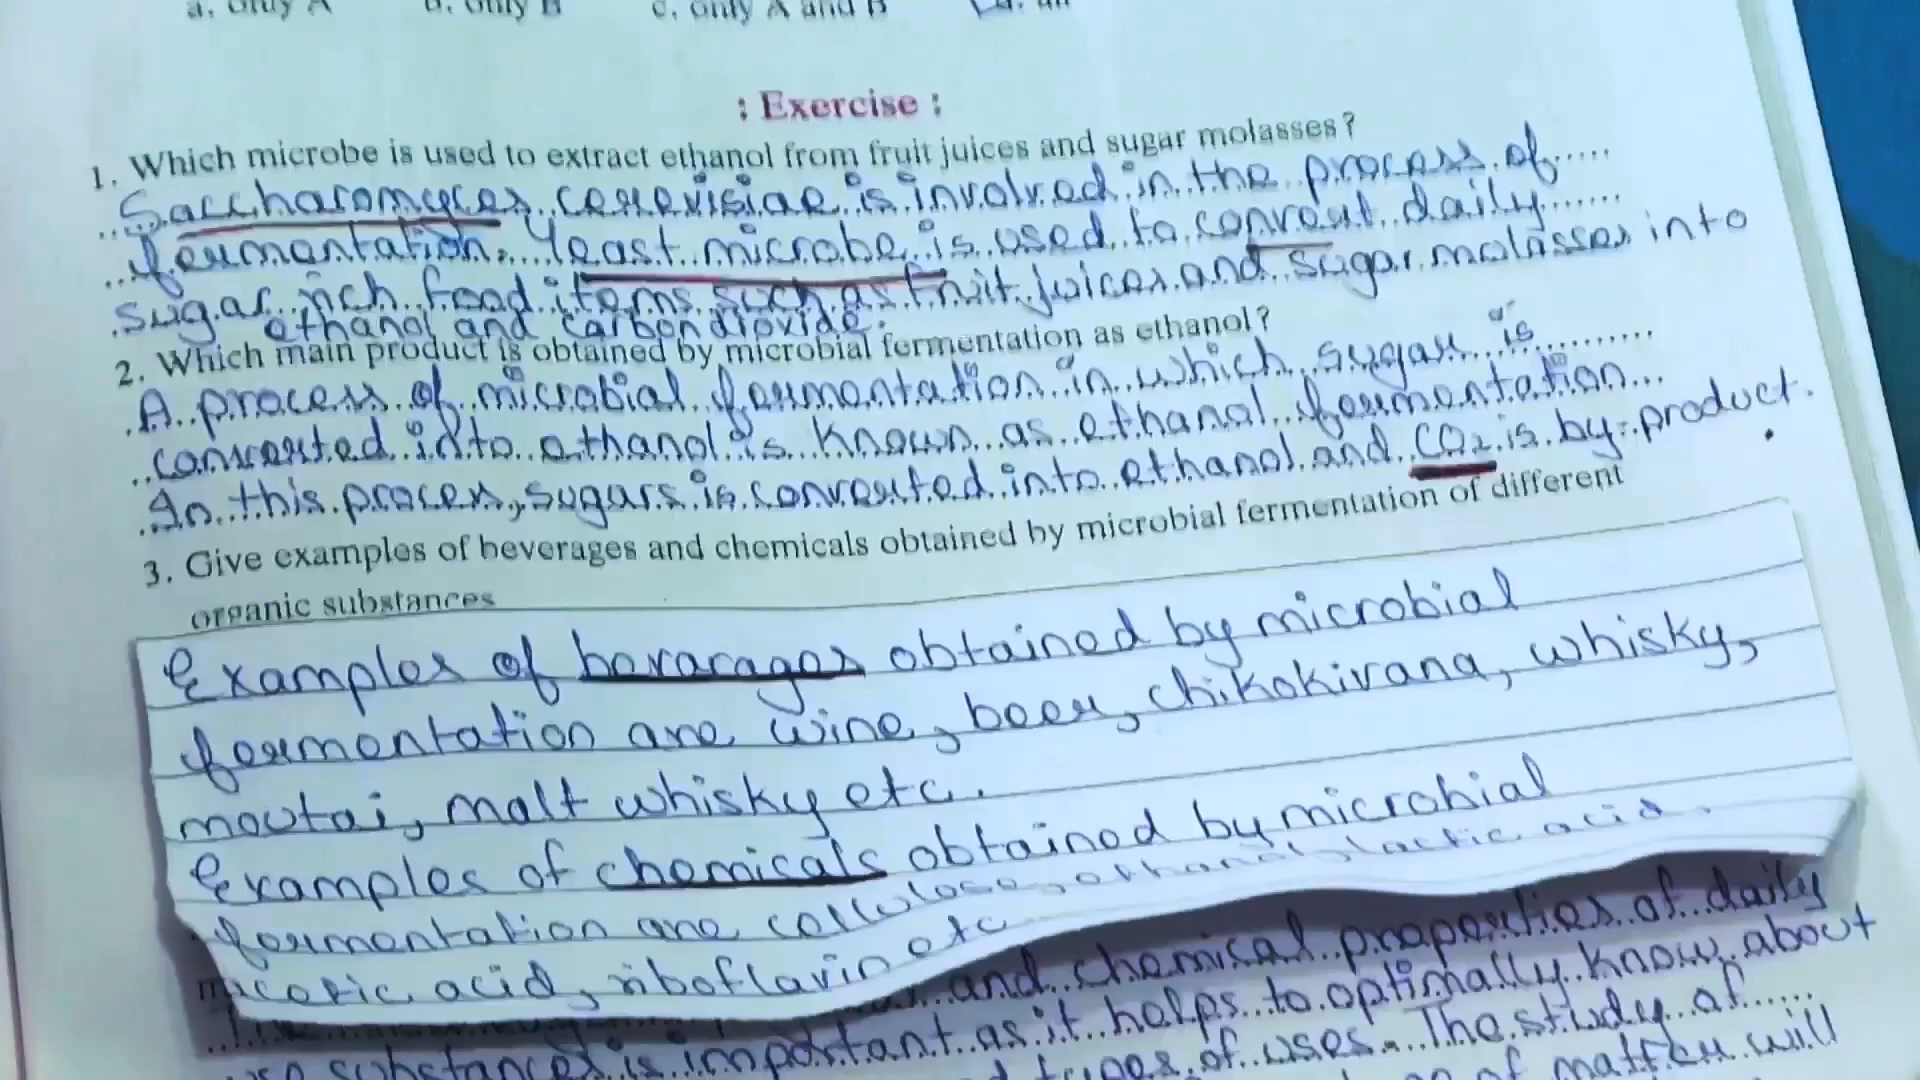 a. only A b. only B c. only A and B d. all
: Exercise :
1. Which microbe is used to extract ethanol from fruit juices and sugar molasses?
Saccharomyces cerevisiae is involved in the process of
fermentation. Yeast microbe is used to convert daily
sugar rich food items such as fruit juices and sugar molasses into
ethanol and carbondioxide.
2. Which main product is obtained by microbial fermentation as ethanol?
A process of microbial fermentation in which sugar is
converted into ethanol is known as ethanol fermentation
In this process, sugars is converted into ethanol and CO2 is by-product.
3. Give examples of beverages and chemicals obtained by microbial fermentation of different
organic substances
Examples of bavarages obtained by microbial
fermentation are wine, beer, chikokivana, whisky,
moutai, malt whisky etc.
Examples of chemicals obtained by microbial
fermentation are cellulose, ethanol, lactic acid,
acetic acid, riboflavin etc
and chemical properties of daily
use substances is important as it helps to optimally know about
types of uses. The study of
of matter will